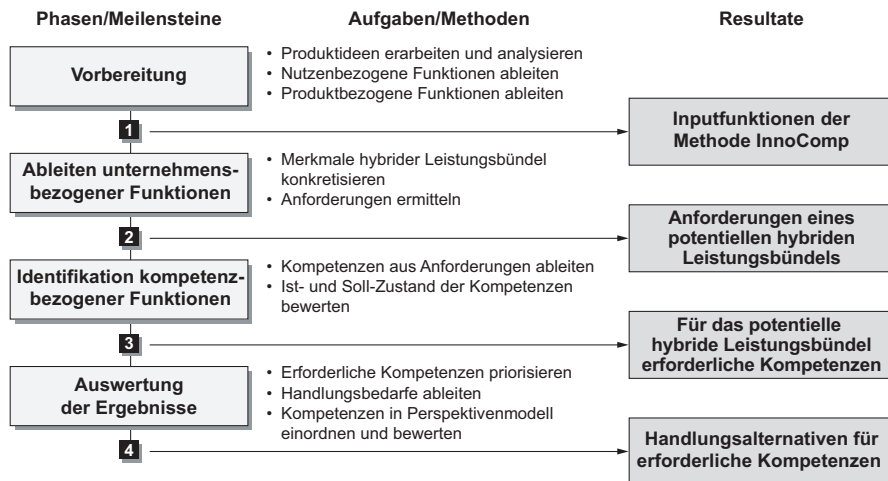 Phasen/Meilensteine
Aufgaben/Methoden
Resultate
Vorbereitung
• Produktideen erarbeiten und analysieren
• Nutzenbezogene Funktionen ableiten
• Produktbezogene Funktionen ableiten
1
Inputfunktionen der
Methode InnoComp
Ableiten unternehmens-
bezogener Funktionen
• Merkmale hybrider Leistungsbündel
konkretisieren
• Anforderungen ermitteln
2
Anforderungen eines
potentiellen hybriden
Leistungsbündels
Identifikation kompetenz-
bezogener Funktionen
• Kompetenzen aus Anforderungen ableiten
• Ist- und Soll-Zustand der Kompetenzen
bewerten
3
Für das potentielle
hybride Leistungsbündel
erforderliche Kompetenzen
Auswertung
der Ergebnisse
• Erforderliche Kompetenzen priorisieren
• Handlungsbedarfe ableiten
• Kompetenzen in Perspektivenmodell
einordnen und bewerten
4
Handlungsalternativen für
erforderliche Kompetenzen